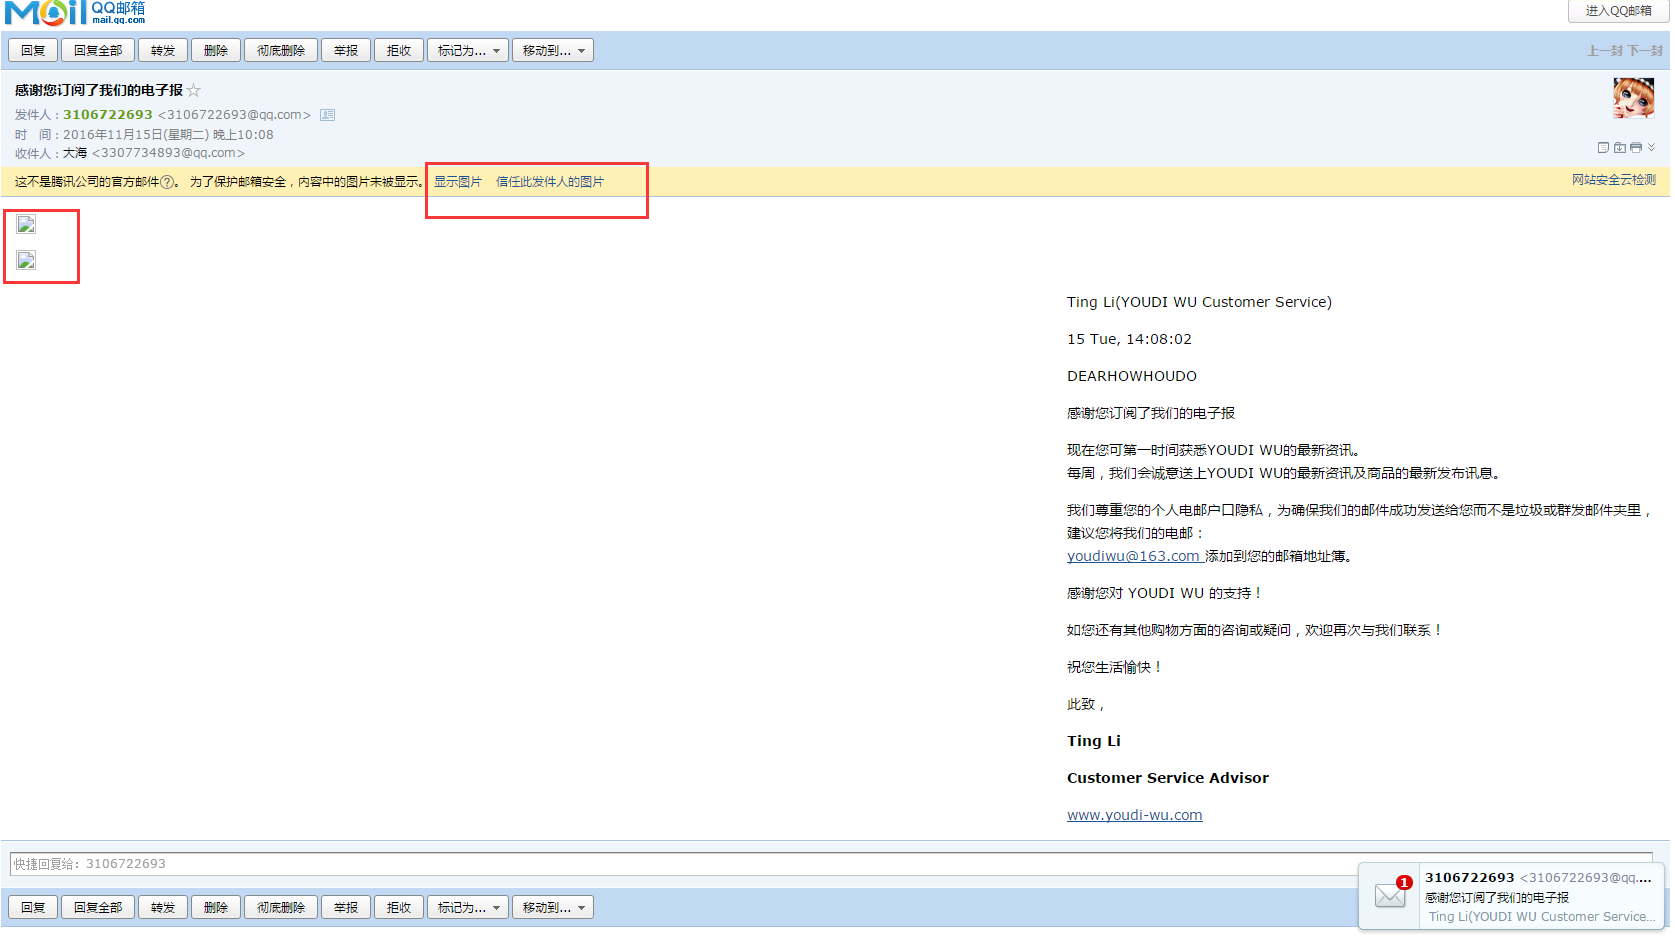 Mail QQ邮箱
mail.qq.com
进入QQ邮箱
回复 回复全部 转发 删除 彻底删除 举报 拒收 标记为... 移动到...
上一封 下一封
感谢您订阅了我们的电子报
发件人：3106722693 <3106722693@qq.com>
时 间：2016年11月15日(星期二) 晚上10:08
收件人：大海 <3307734893@qq.com>
这不是腾讯公司的官方邮件?。 为了保护邮箱安全，内容中的图片未被显示。 显示图片 信任此发件人的图片
网站安全云检测
Ting Li(YOUDI WU Customer Service)
15 Tue, 14:08:02
DEARHOWHOUDO
感谢您订阅了我们的电子报
现在您可第一时间获悉YOUDI WU的最新资讯。
每周，我们会诚意送上YOUDI WU的最新资讯及商品的最新发布讯息。
我们尊重您的个人电邮户口隐私，为确保我们的邮件成功发送给您而不是垃圾或群发邮件夹里，
建议您将我们的电邮：
youdiwu@163.com 添加到您的邮箱地址簿。
感谢您对 YOUDI WU 的支持！
如您还有其他购物方面的咨询或疑问，欢迎再次与我们联系！
祝您生活愉快！
此致，
Ting Li
Customer Service Advisor
www.youdi-wu.com
快捷回复给：3106722693
回复 回复全部 转发 删除 彻底删除 举报 拒收 标记为... 移动到...
1
3106722693 <3106722693@qq....
感谢您订阅了我们的电子报
Ting Li(YOUDI WU Customer Service...